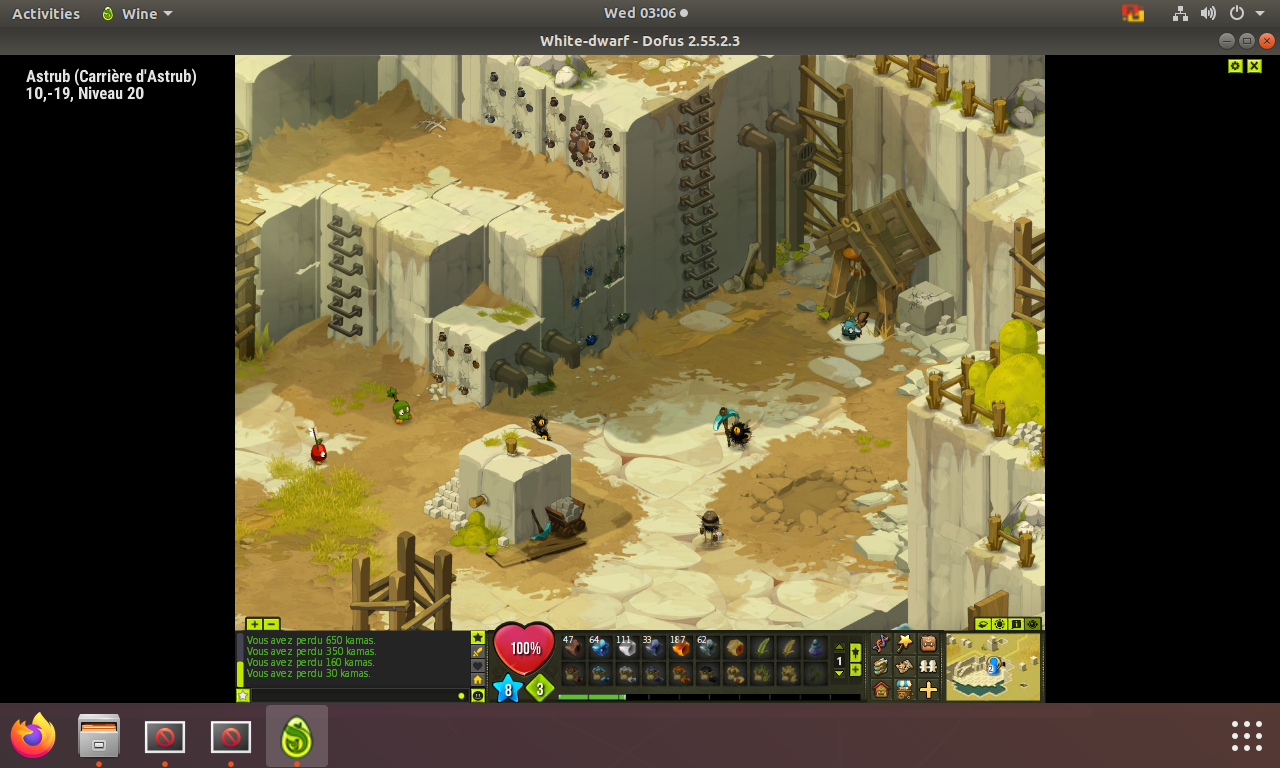 Activities
Wine
Wed 03:06
White-dwarf - Dofus 2.55.2.3
Astrub (Carrière d'Astrub)
10,-19, Niveau 20
Vous avez perdu 650 kamas.
Vous avez perdu 350 kamas.
Vous avez perdu 160 kamas.
Vous avez perdu 30 kamas.
100%
8
3
47
64
111
33
187
62
1
2